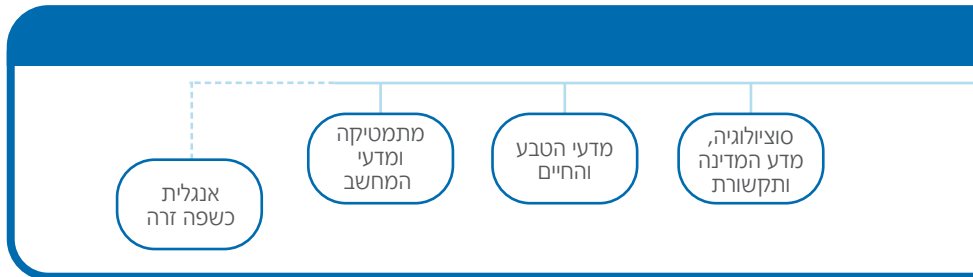 סוציולוגיה,
מדע המדינה
ותקשורת
מדעי הטבע
והחיים
מתמטיקה
ומדעי
המחשב
אנגלית
כשפה זרה